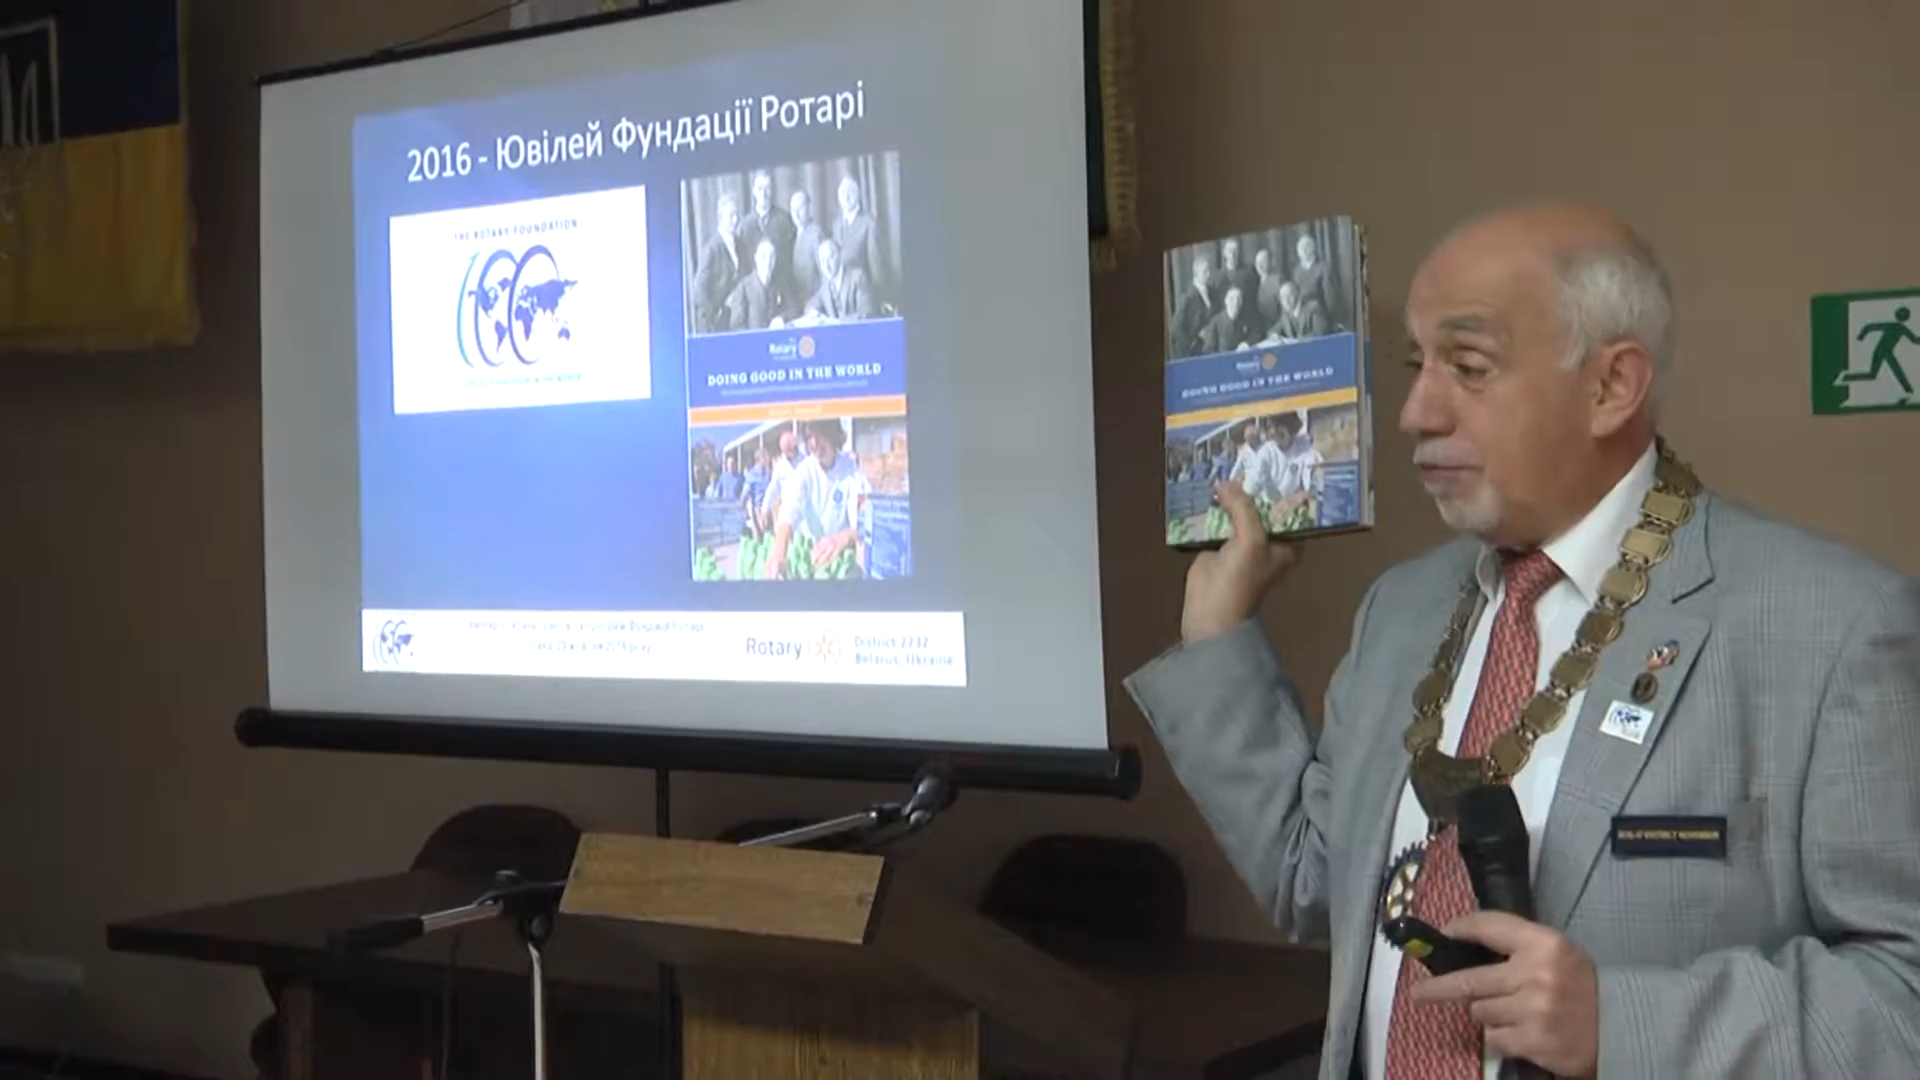 2016 - Ювілей Фундації Ротарі
THE ROTARY FOUNDATION
Rotary
DOING GOOD IN THE WORLD
Rotary
District 2232
Belarus, Ukraine
Rotary
DOING GOOD IN THE WORLD